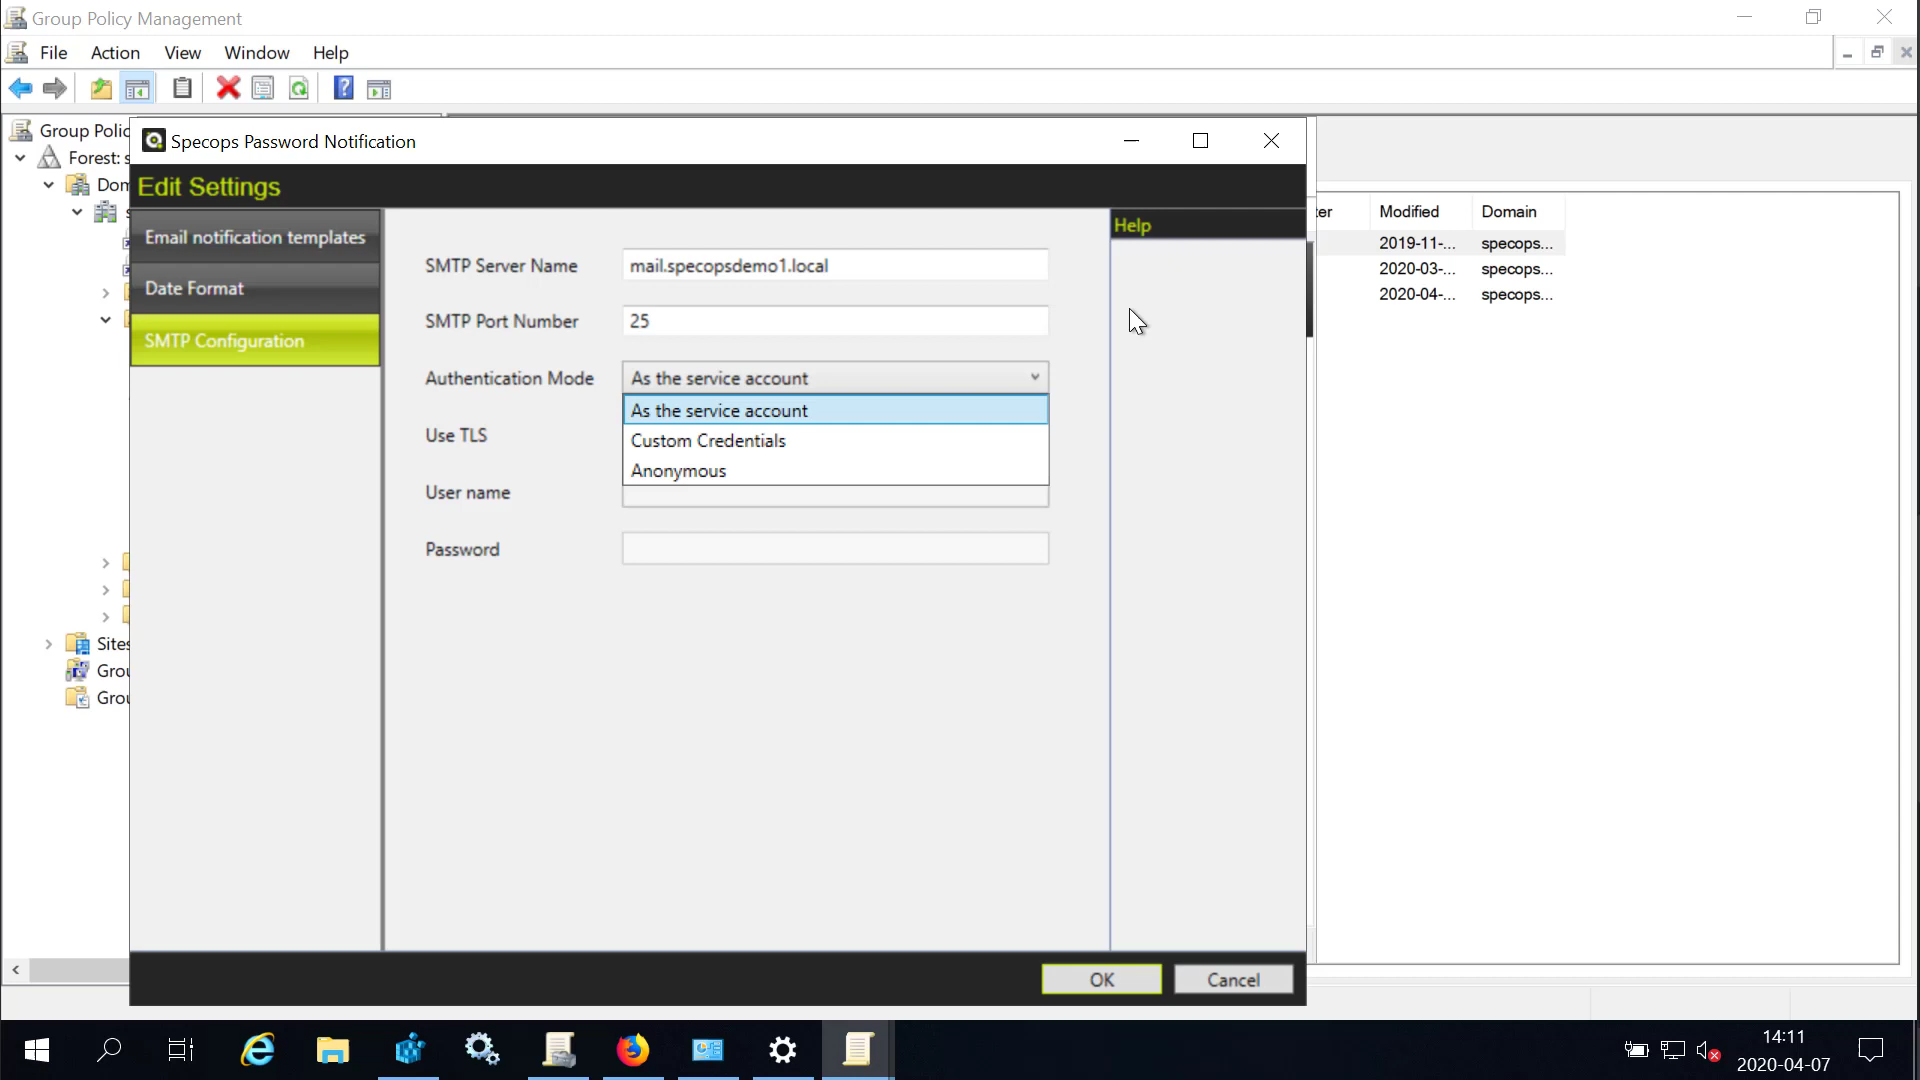 Group Policy Management
File Action View Window Help
Group Polic
Forest: s
Dom
s
Sites
Grou
Grou
Specops Password Notification
Edit Settings
Email notification templates
Date Format
SMTP Configuration
SMTP Server Name mail.specopsdemo1.local
SMTP Port Number 25
Authentication Mode As the service account
As the service account
Custom Credentials
Anonymous
Use TLS
User name
Password
Help
OK Cancel
ter Modified Domain
2019-11-... specops...
2020-03-... specops...
2020-04-... specops...
14:11
2020-04-07